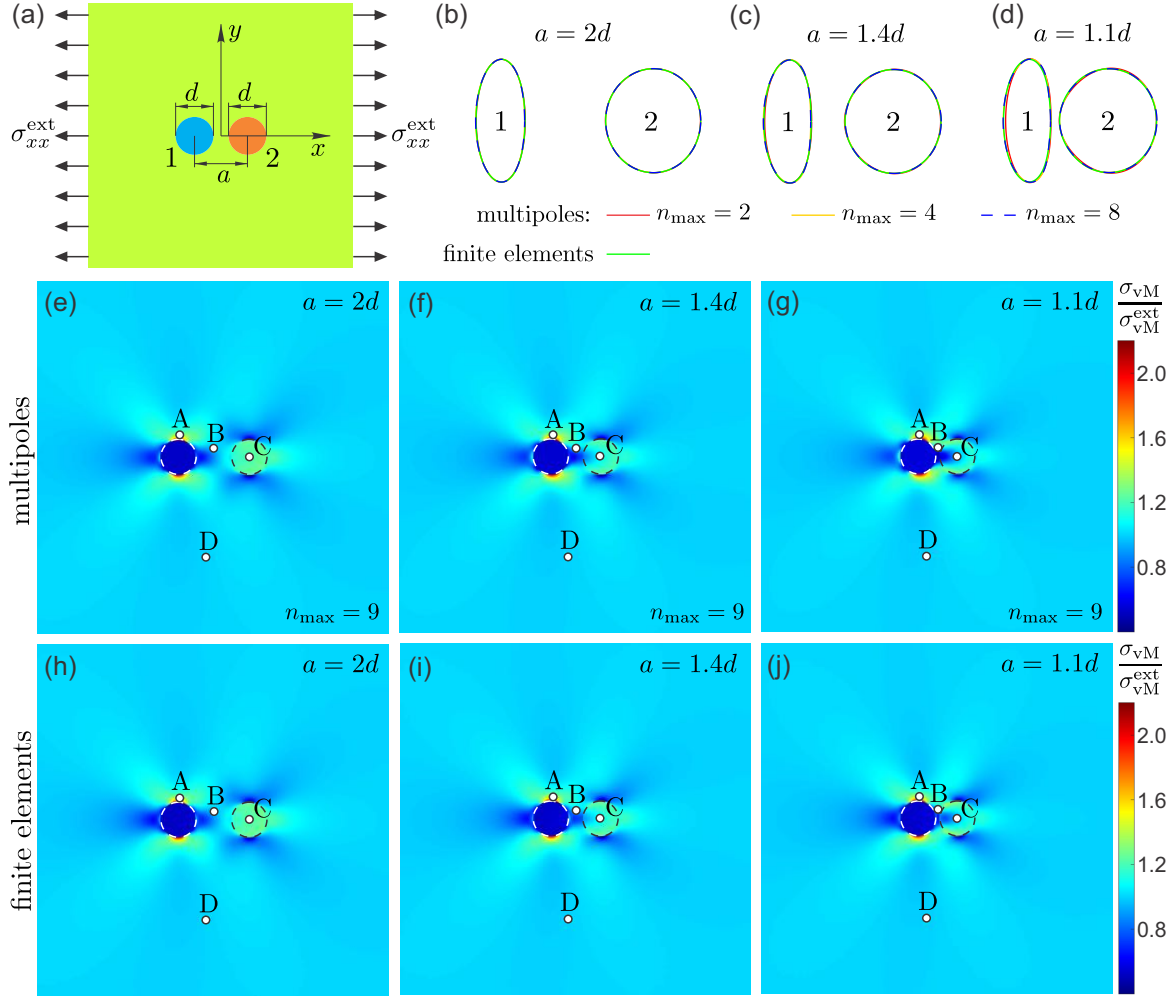 (a)
y
d
d
σ_xx^ext
σ_xx^ext
x
1
2
a
(b)
a = 2d
1
2
(c)
a = 1.4d
1
2
(d)
a = 1.1d
1
2
multipoles:
n_max = 2
n_max = 4
n_max = 8
finite elements
multipoles
(e)
a = 2d
A
B
C
D
n_max = 9
(f)
a = 1.4d
A
B
C
D
n_max = 9
(g)
a = 1.1d
A
B
C
D
n_max = 9
σ_vM
σ_vM^ext
2.0
1.6
1.2
0.8
finite elements
(h)
a = 2d
A
B
C
D
(i)
a = 1.4d
A
B
C
D
(j)
a = 1.1d
A
B
C
D
σ_vM
σ_vM^ext
2.0
1.6
1.2
0.8